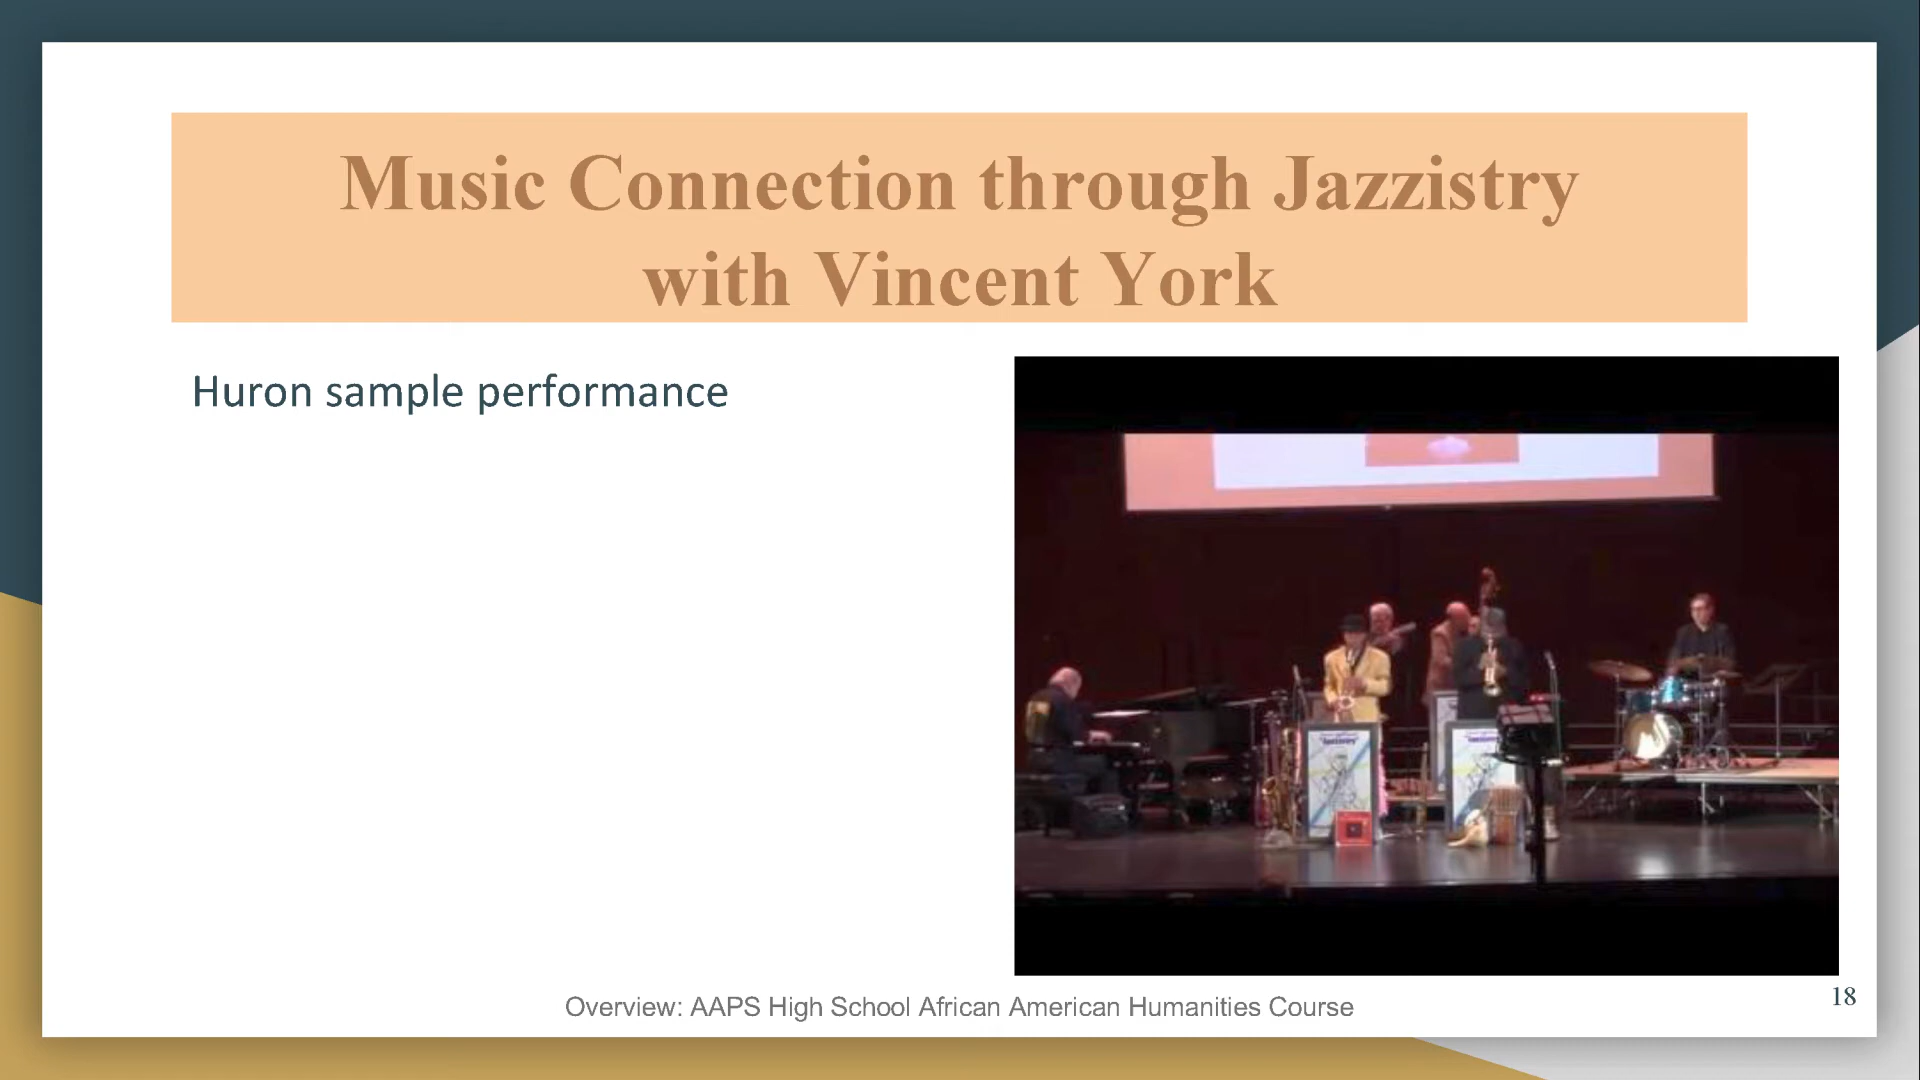 Music Connection through Jazzistry
with Vincent York
Huron sample performance
"Jazzistry"
Overview: AAPS High School African American Humanities Course
18